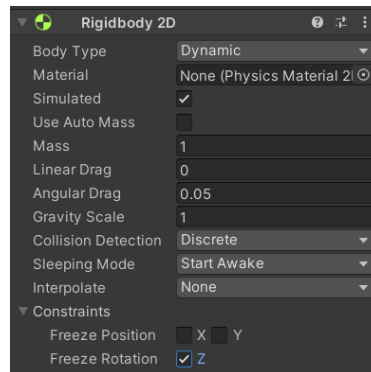 Rigidbody 2D
Body Type Dynamic
Material None (Physics Material 2
Simulated
Use Auto Mass
Mass 1
Linear Drag 0
Angular Drag 0.05
Gravity Scale 1
Collision Detection Discrete
Sleeping Mode Start Awake
Interpolate None
Constraints
Freeze Position X Y
Freeze Rotation Z